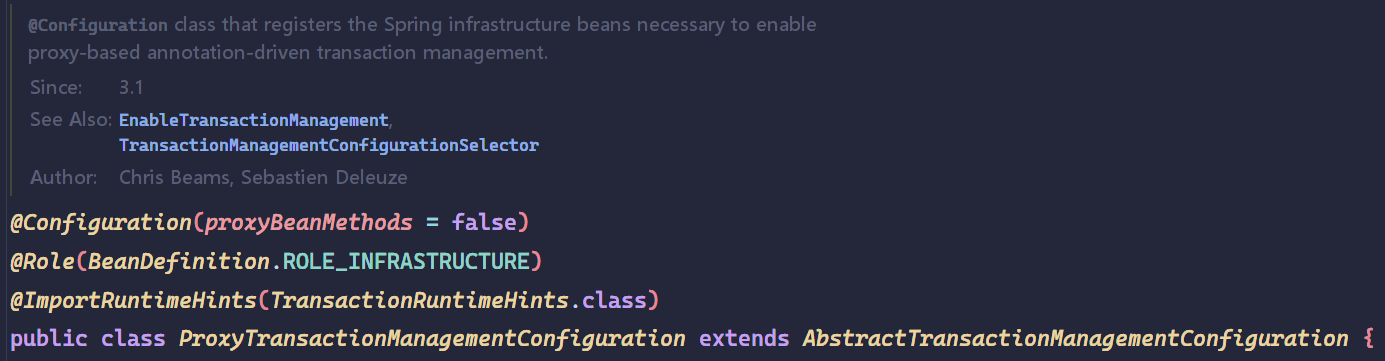 @Configuration class that registers the Spring infrastructure beans necessary to enable
proxy-based annotation-driven transaction management.
Since: 3.1
See Also: EnableTransactionManagement,
TransactionManagementConfigurationSelector
Author: Chris Beams, Sebastien Deleuze
@Configuration(proxyBeanMethods = false)
@Role(BeanDefinition.ROLE_INFRASTRUCTURE)
@ImportRuntimeHints(TransactionRuntimeHints.class)
public class ProxyTransactionManagementConfiguration extends AbstractTransactionManagementConfiguration {